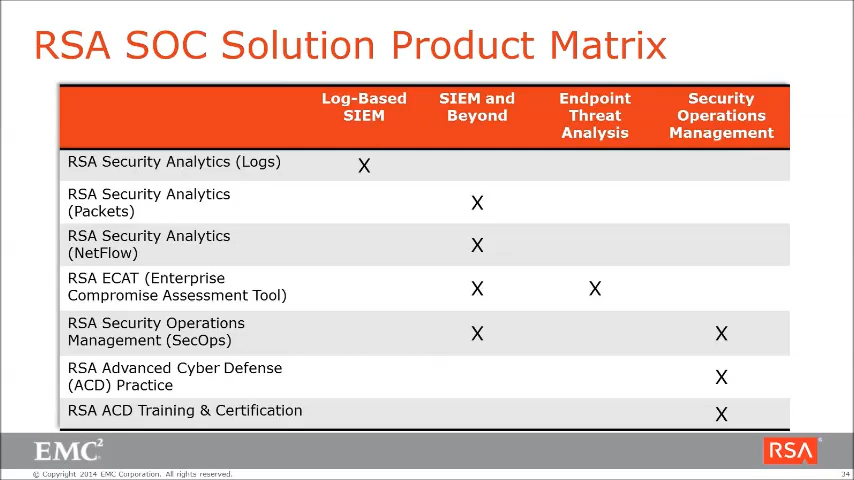 RSA SOC Solution Product Matrix
Log-Based SIEM and Endpoint Security
SIEM Beyond Threat Operations
Analysis Management
RSA Security Analytics (Logs) X
RSA Security Analytics
(Packets) X
RSA Security Analytics
(NetFlow) X
RSA ECAT (Enterprise
Compromise Assessment Tool) X X
RSA Security Operations
Management (SecOps) X X
RSA Advanced Cyber Defense
(ACD) Practice X
RSA ACD Training & Certification X
EMC² RSA
© Copyright 2014 EMC Corporation. All rights reserved. 34